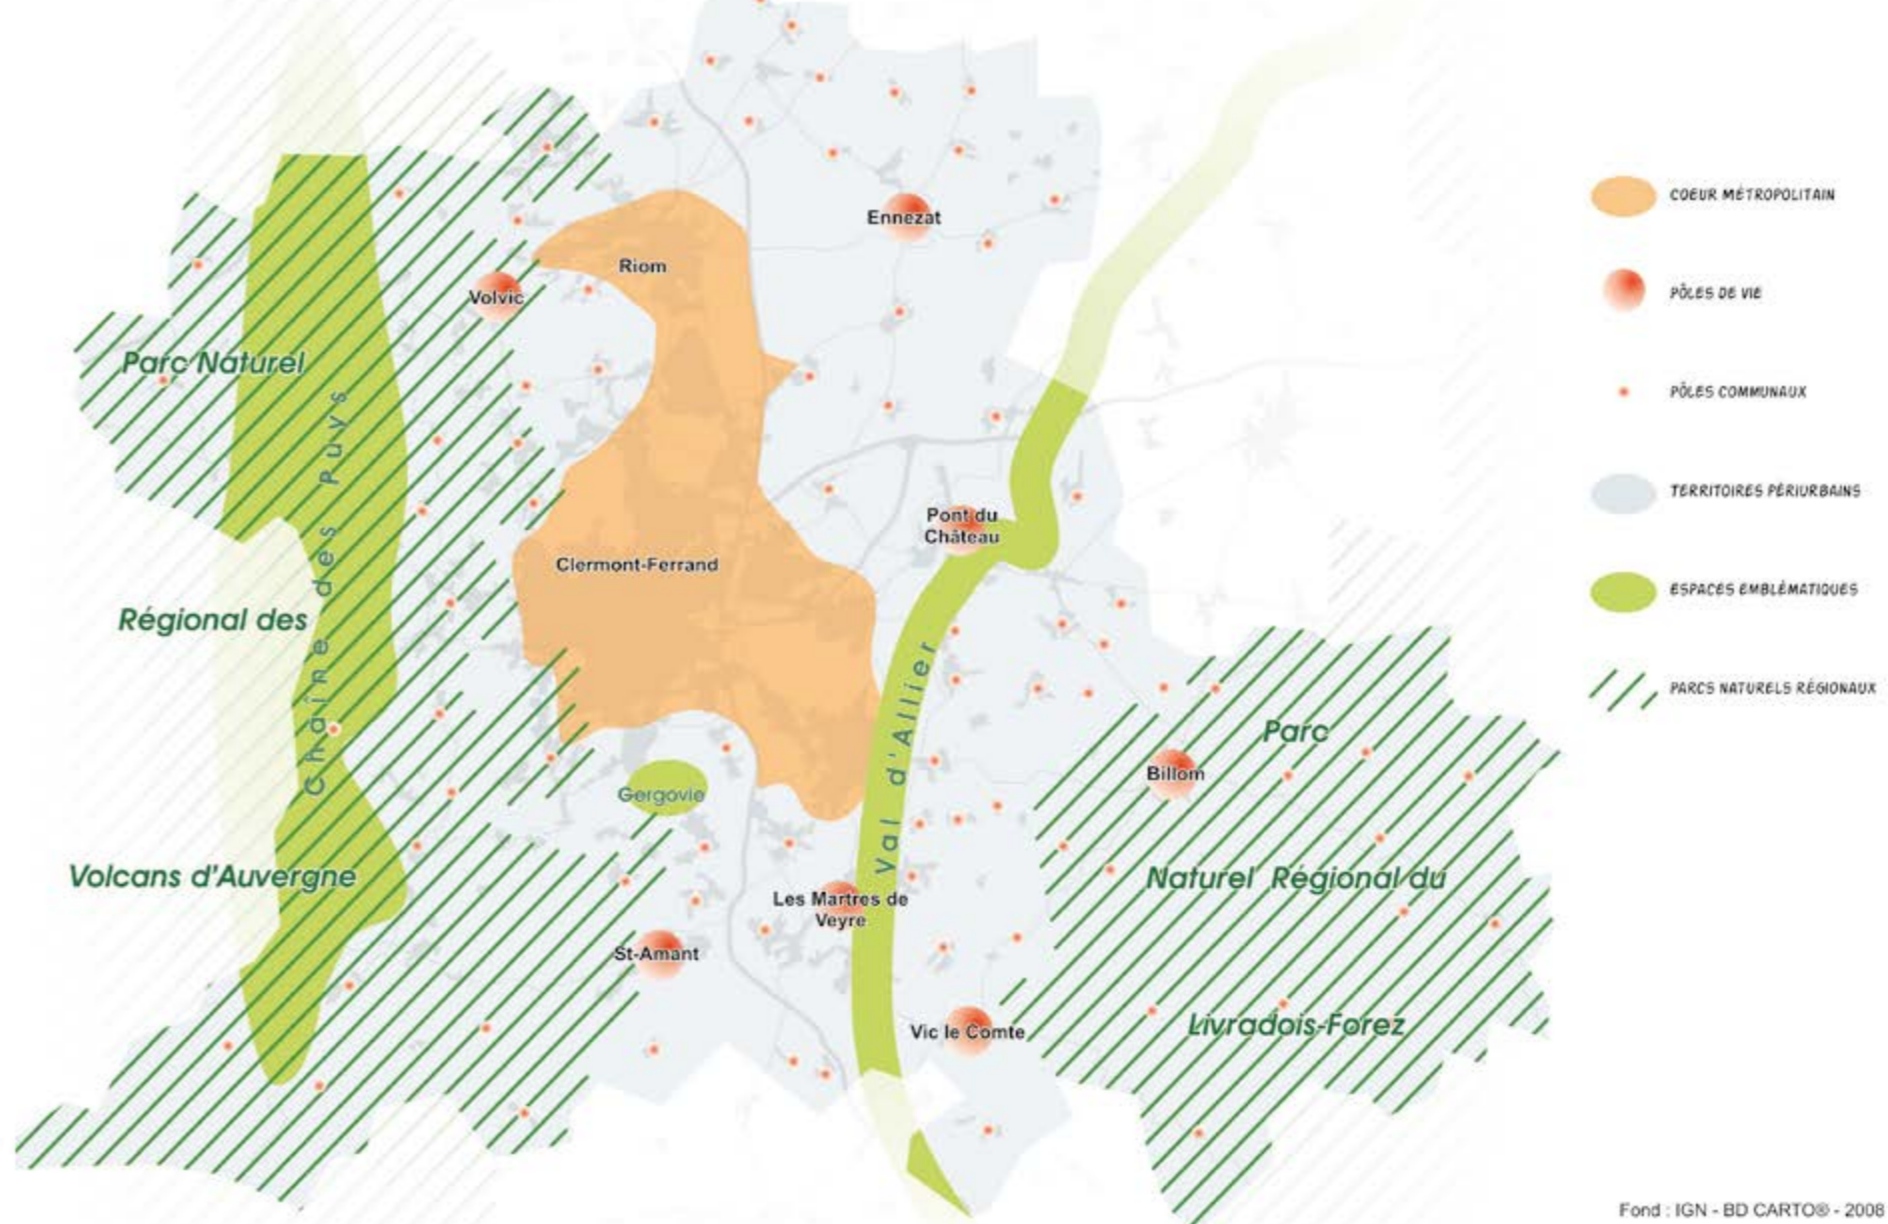 Ennezat
Riom
Volvic
Parc Naturel
Chaîne des Puys
Pont du
Château
Clermont-Ferrand
Régional des
Val d'Allier
Parc
Billom
Gergovie
Volcans d'Auvergne
Naturel Régional du
Les Martres de
Veyre
St-Amant
Livradois-Forez
Vic le Comte
COEUR MÉTROPOLITAIN
PÔLES DE VIE
PÔLES COMMUNAUX
TERRITOIRES PÉRIURBAINS
ESPACES EMBLÉMATIQUES
PARCS NATURELS RÉGIONAUX
Fond : IGN - BD CARTO® - 2008